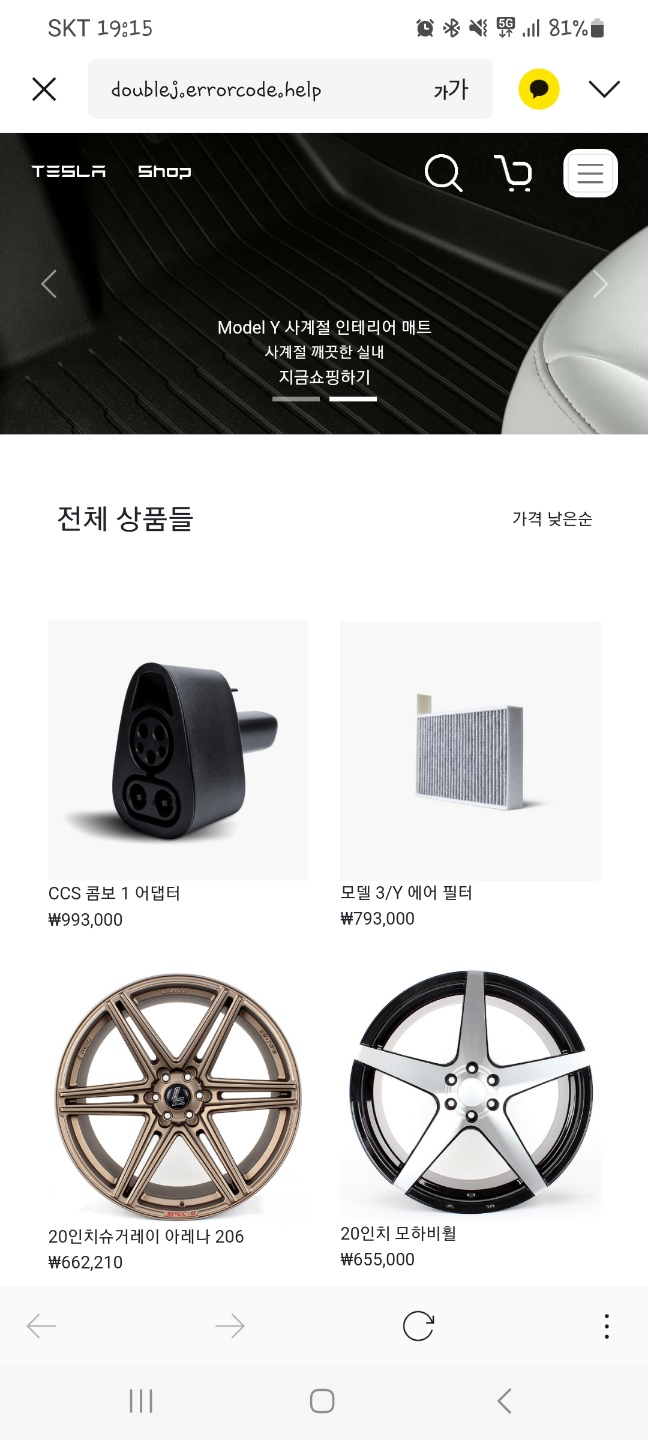 SKT 19:15 5G 81%
doublej.errorcode.help 가가
TESLA Shop
Model Y 사계절 인테리어 매트
사계절 깨끗한 실내
지금쇼핑하기
전체 상품들 가격 낮은순
CCS 콤보 1 어댑터
₩993,000
모델 3/Y 에어 필터
₩793,000
20인치슈거레이 아레나 206
₩662,210
20인치 모하비휠
₩655,000